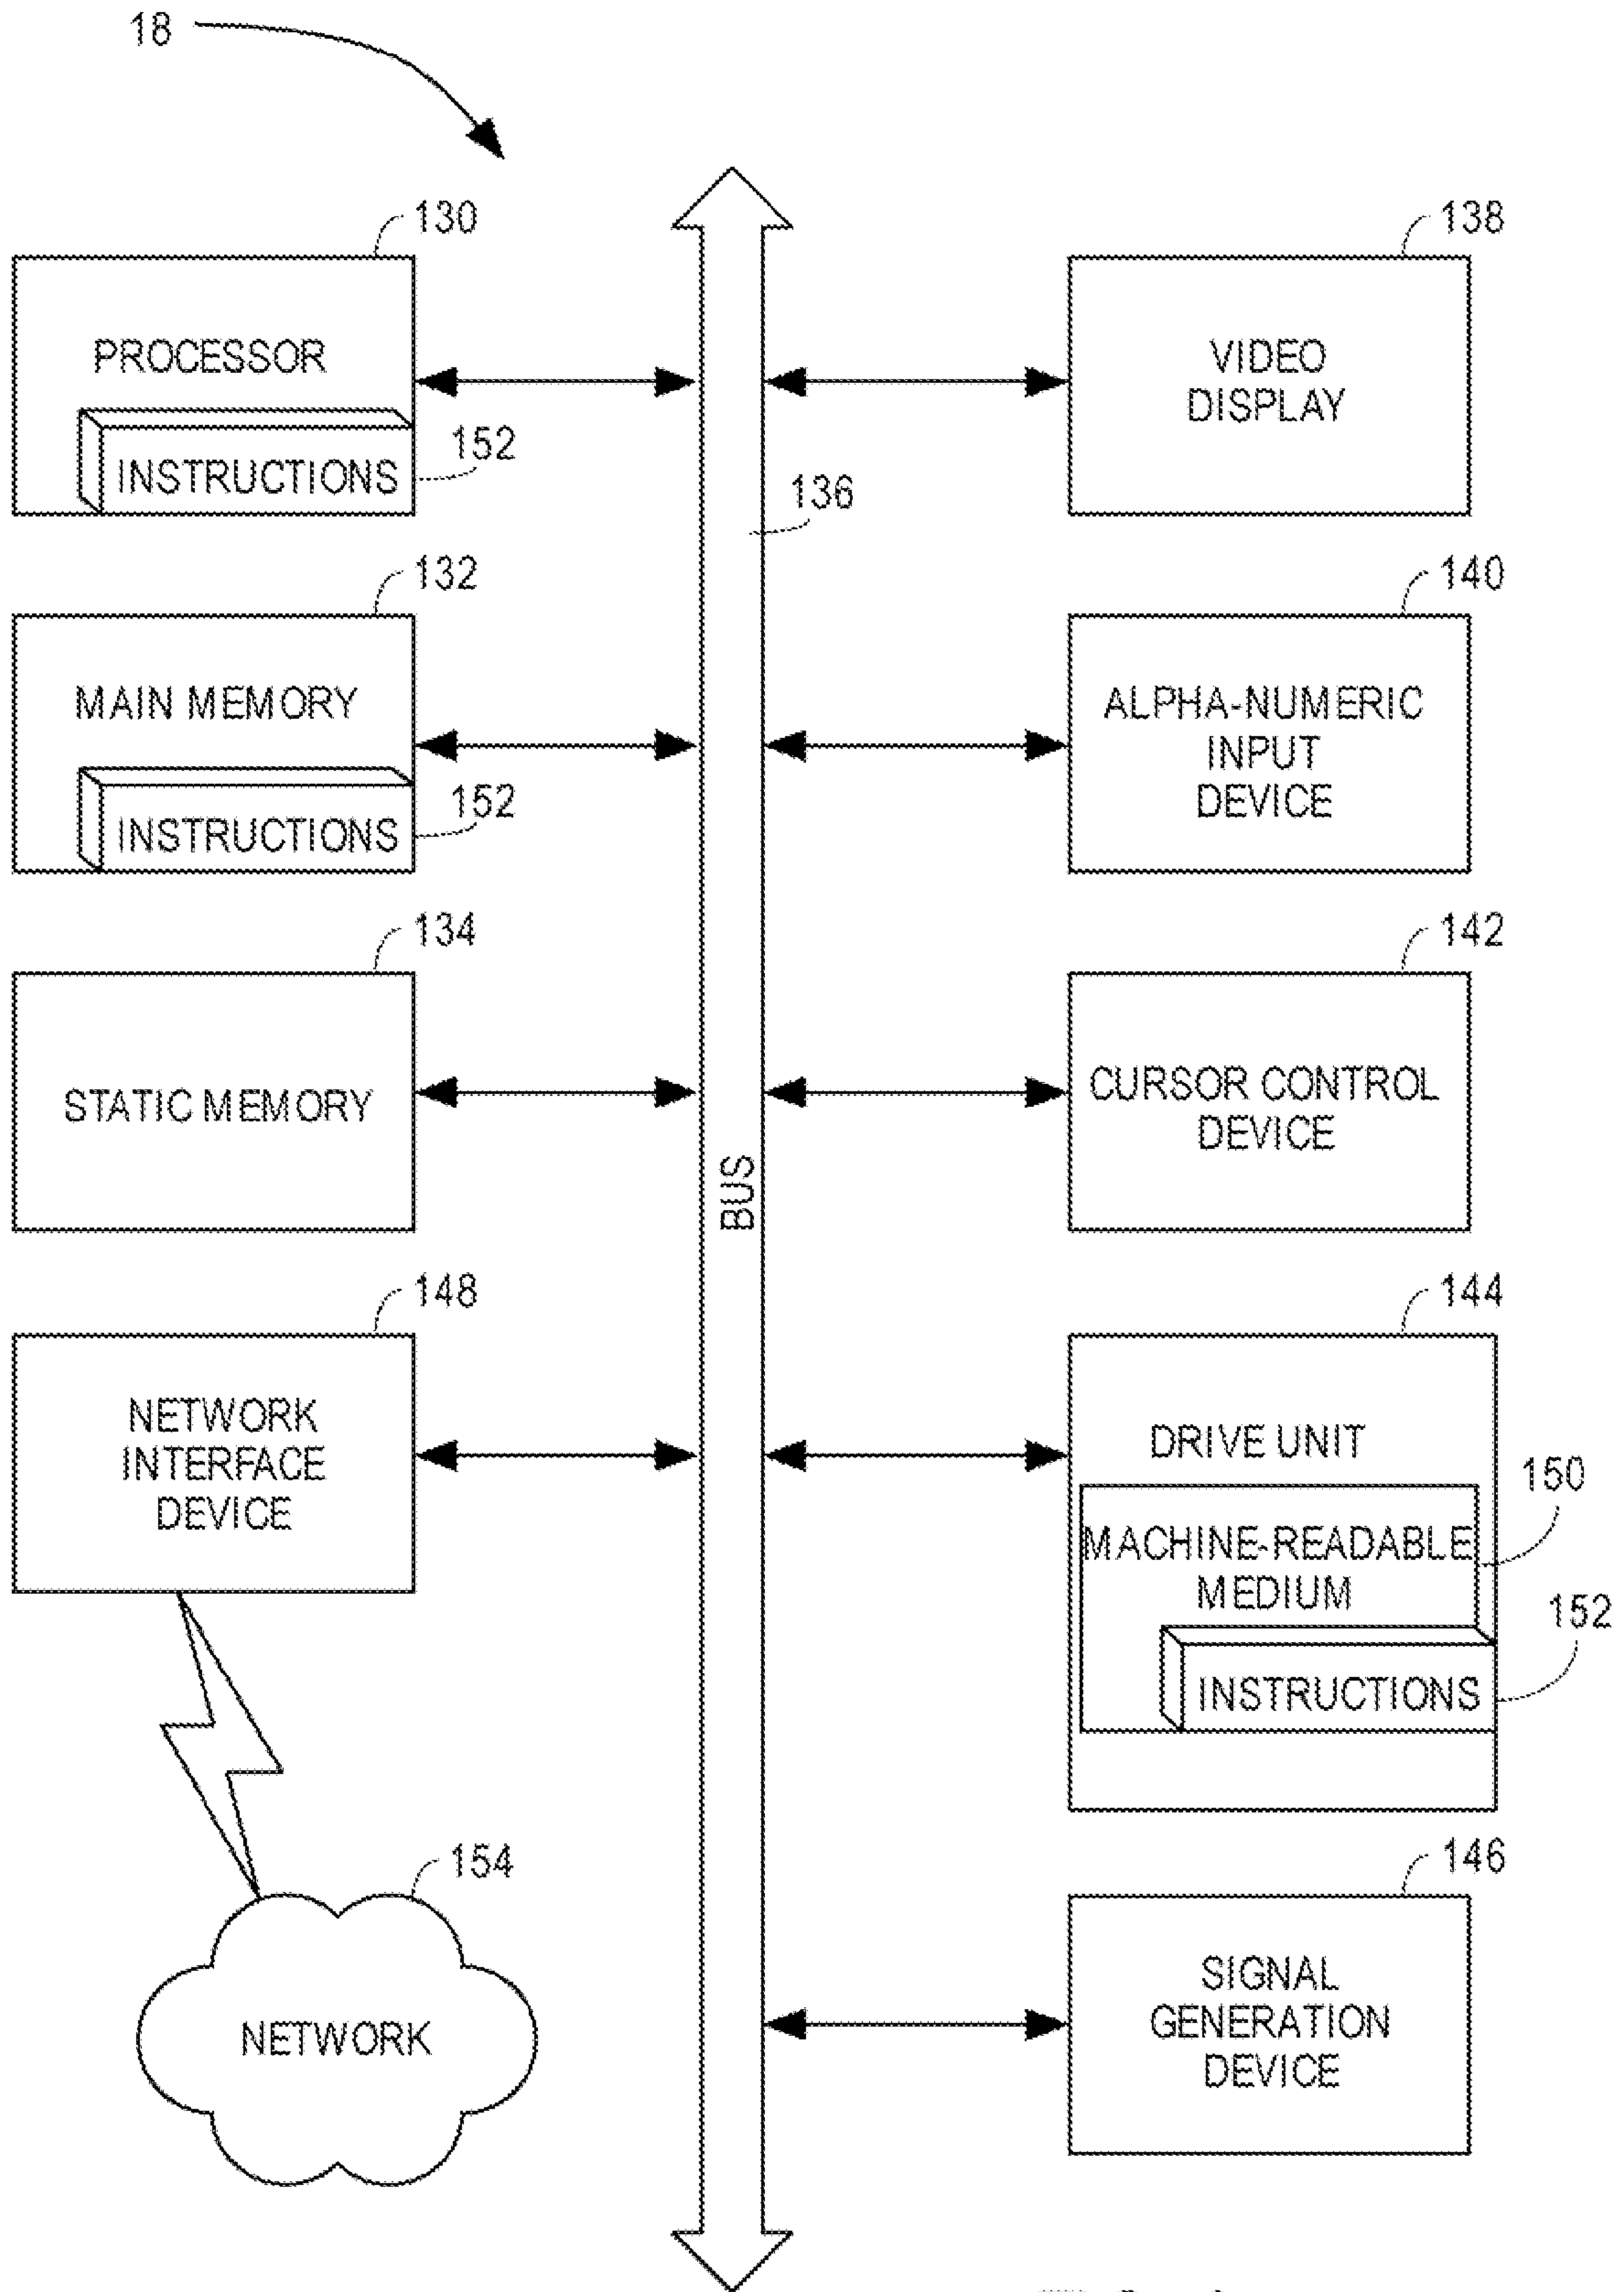 18
130
PROCESSOR
INSTRUCTIONS
152
132
MAIN MEMORY
INSTRUCTIONS
152
134
STATIC MEMORY
148
NETWORK
INTERFACE
DEVICE
154
NETWORK
136
BUS
138
VIDEO
DISPLAY
140
ALPHA-NUMERIC
INPUT
DEVICE
142
CURSOR CONTROL
DEVICE
144
DRIVE UNIT
150
MACHINE-READABLE
MEDIUM
152
INSTRUCTIONS
146
SIGNAL
GENERATION
DEVICE